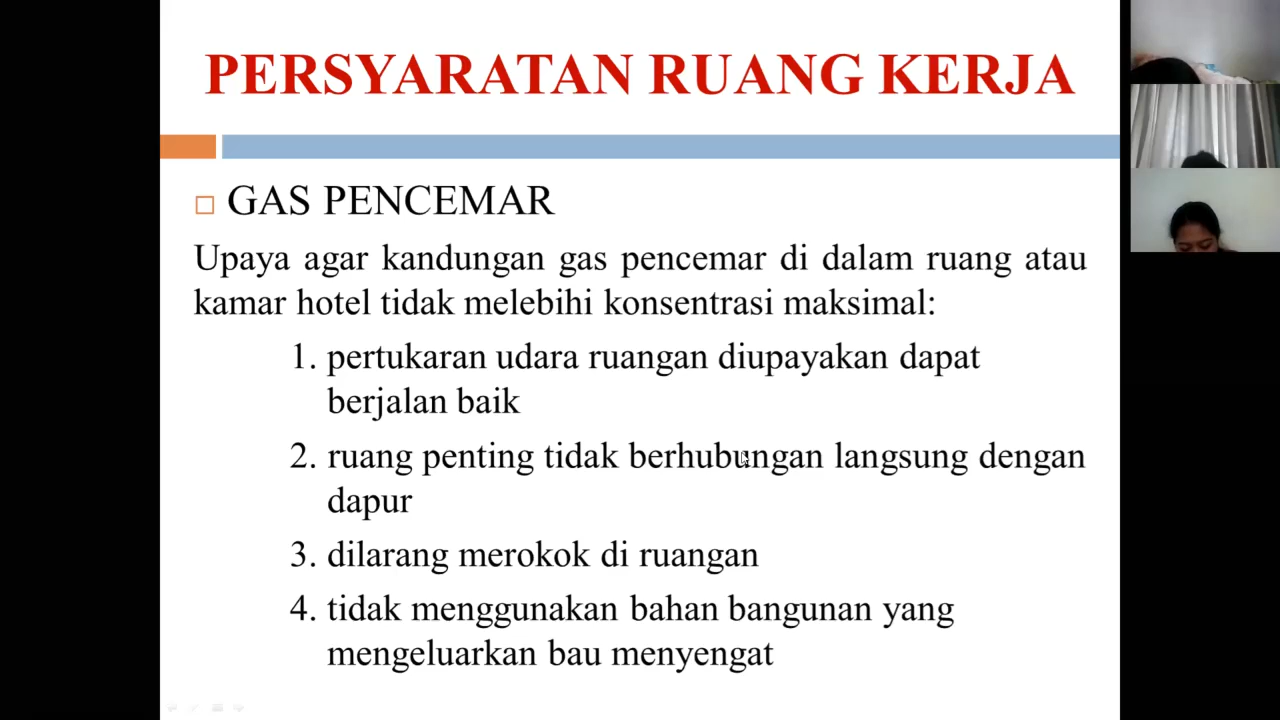 PERSYARATAN RUANG KERJA
GAS PENCEMAR
Upaya agar kandungan gas pencemar di dalam ruang atau
kamar hotel tidak melebihi konsentrasi maksimal:
1. pertukaran udara ruangan diupayakan dapat
berjalan baik
2. ruang penting tidak berhubungan langsung dengan
dapur
3. dilarang merokok di ruangan
4. tidak menggunakan bahan bangunan yang
mengeluarkan bau menyengat